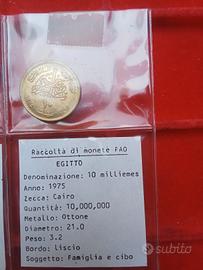 Raccolta di monete FAO
EGITTO
Denominazione: 10 milliemes
Anno: 1975
Zecca: Cairo
Quantità: 10,000,000
Metallo: Ottone
Diametro: 21.0
Peso: 3.2
Bordo: Liscio
Soggetto: Famiglia e cibo
subito